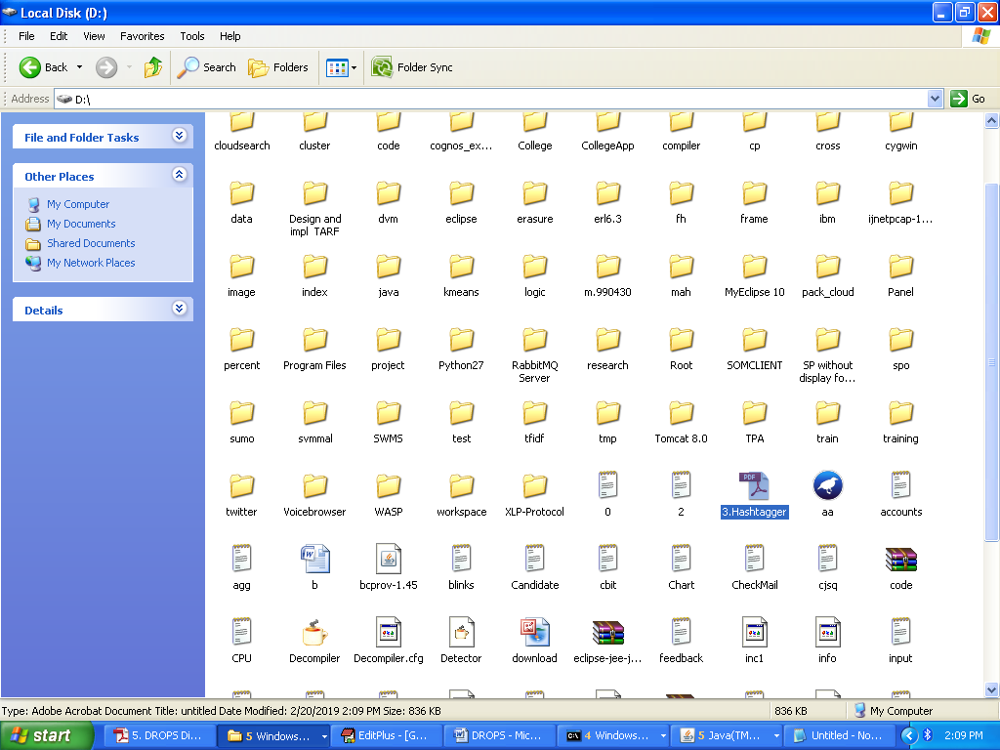 Local Disk (D:)
File Edit View Favorites Tools Help
Back Search Folders Folder Sync
Address D:\ Go
File and Folder Tasks
Other Places
My Computer
My Documents
Shared Documents
My Network Places
Details
cloudsearch cluster code cognos_ex... College CollegeApp compiler cp cross cygwin
data Design and dvm eclipse erasure erl6.3 fh frame ibm ijnetpcap-1...
impl TARF
image index java kmeans logic m.990430 mah MyEclipse 10 pack_cloud Panel
percent Program Files project Python27 RabbitMQ research Root SOMCLIENT SP without spo
Server display fo...
sumo svmmal SWMS test tfidf tmp Tomcat 8.0 TPA train training
twitter Voicebrowser WASP workspace XLP-Protocol 0 2 3.Hashtagger aa accounts
agg b bcprov-1.45 blinks Candidate cbit Chart CheckMail cjsq code
CPU Decompiler Decompiler.cfg Detector download eclipse-jee-j... feedback inc1 info input
Type: Adobe Acrobat Document Title: untitled Date Modified: 2/20/2019 2:09 PM Size: 836 KB 836 KB My Computer
start 5. DROPS Di... 5 Windows... EditPlus - [G... DROPS - Mic... 4 Windows... 5 Java(TM... Untitled - No... 2:09 PM